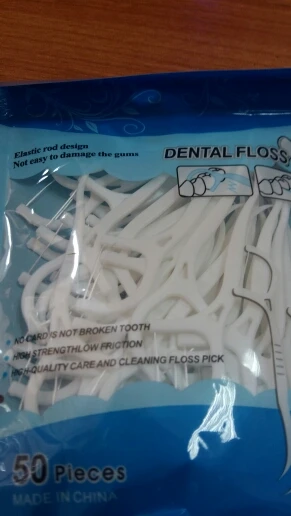 Elastic rod design
Not easy to damage the gums
DENTAL FLOSS
NO CARD IS NOT BROKEN TOOTH
HIGH STRENGTHLOW FRICTION
HIGH-QUALITY CARE AND CLEANING FLOSS PICK
50 Pieces
MADE IN CHINA